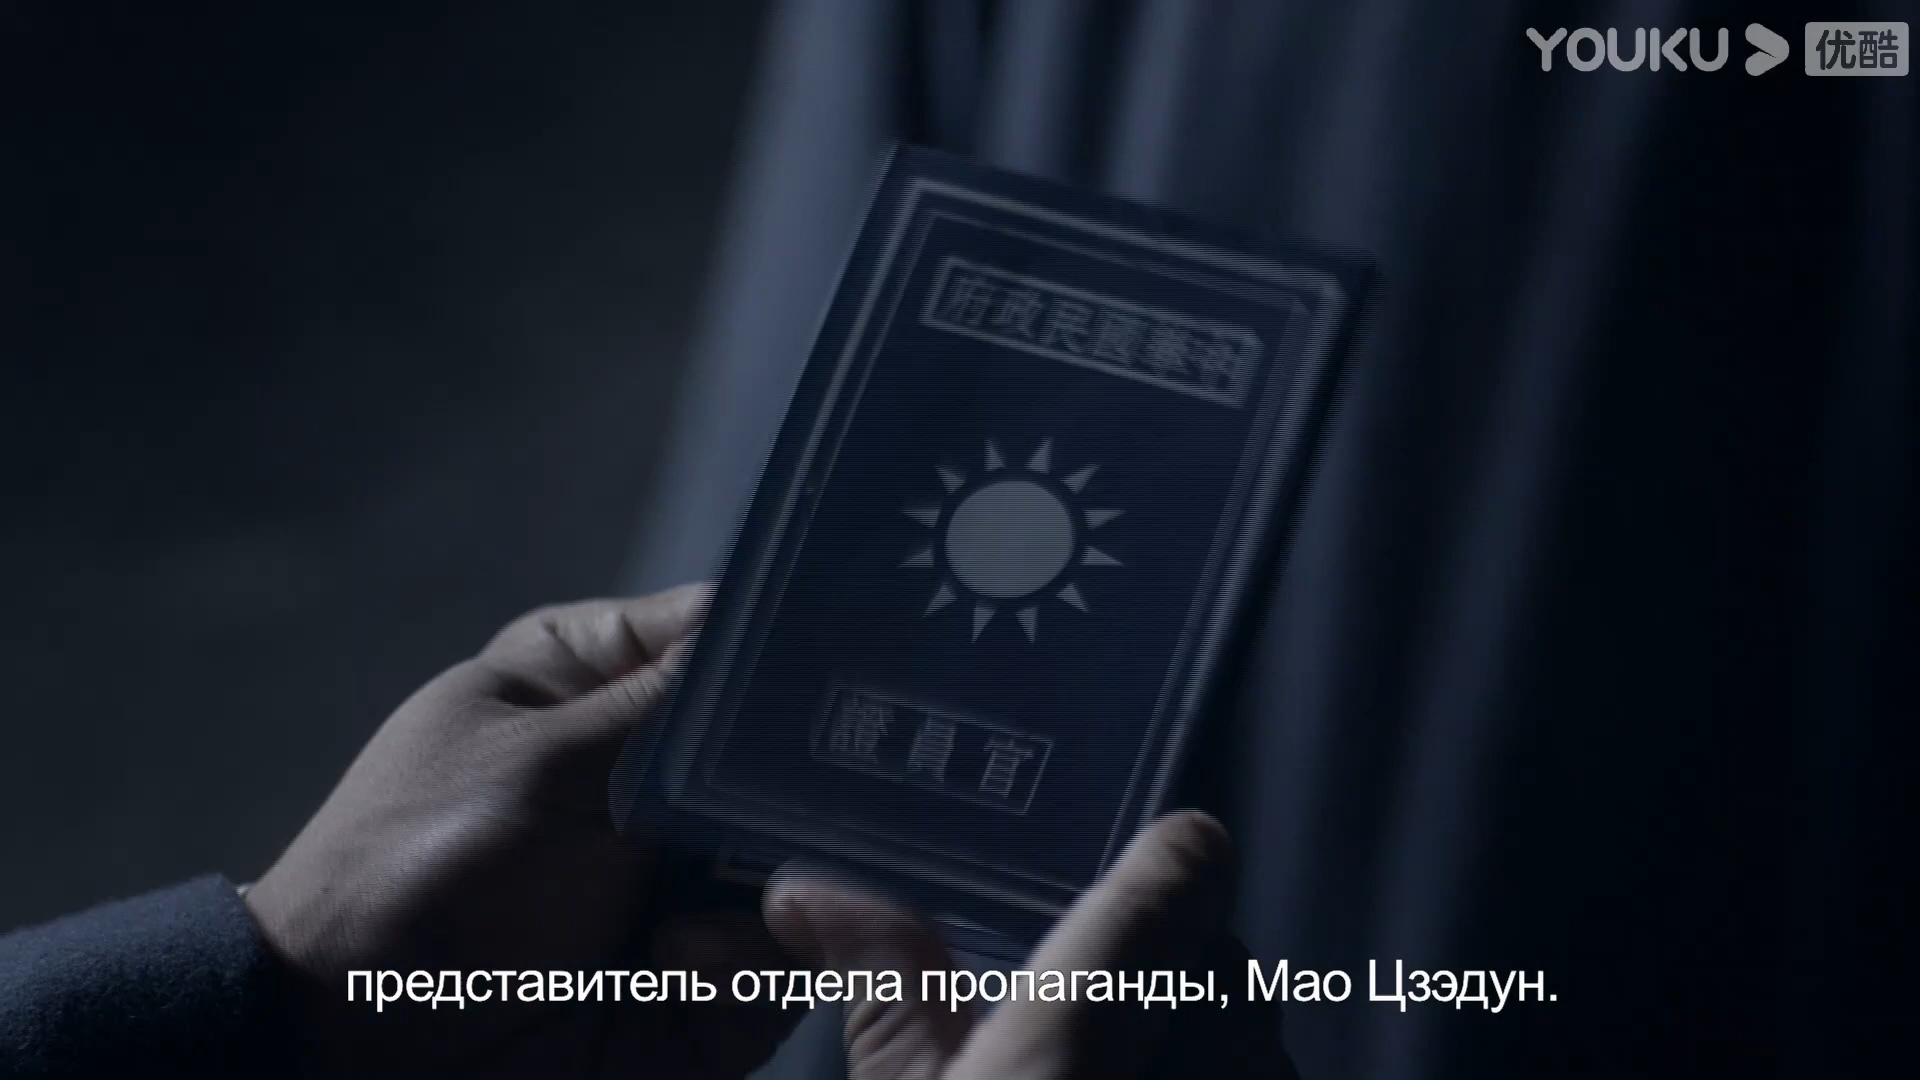 YOUKU 优酷
府政民國華中
證員官
представитель отдела пропаганды, Мао Цзэдун.